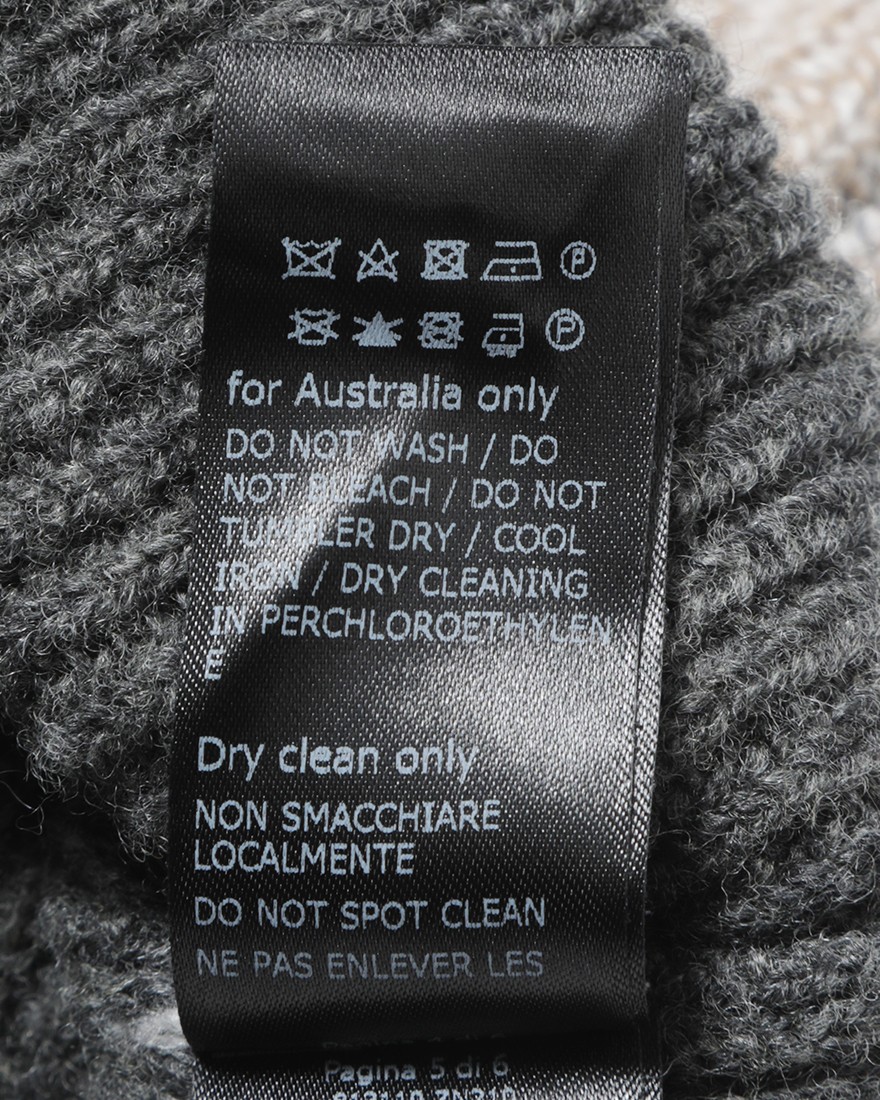 P
P
for Australia only
DO NOT WASH / DO
NOT BLEACH / DO NOT
TUMBLER DRY / COOL
IRON / DRY CLEANING
IN PERCHLOROETHYLEN
E
Dry clean only
NON SMACCHIARE
LOCALMENTE
DO NOT SPOT CLEAN
NE PAS ENLEVER LES
Pagina 5 di 6